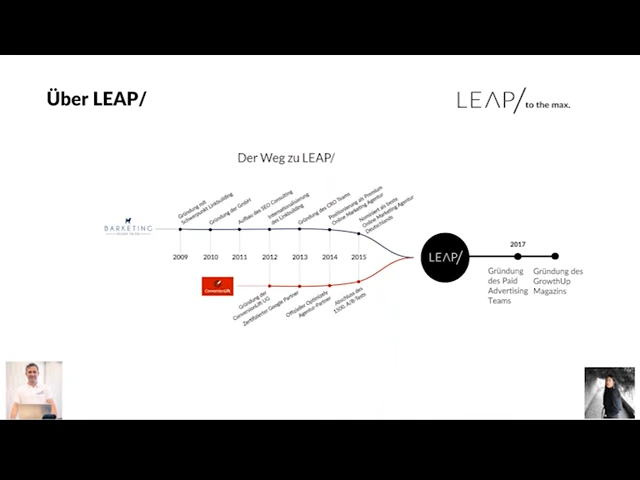 Über LEAP/
LEAP/ to the max.
Der Weg zu LEAP/
BARKETING
Gründung mit
Schwerpunkt Linkbuilding
Gründung der GmbH
Aufbau des SEO Consulting
Internationalisierung
des Linkbuilding
Gründung des CRO Teams
Positionierung als Premium
Online Marketing Agentur
Nominiert als beste
Online Marketing Agentur
Deutschlands
2009 2010 2011 2012 2013 2014 2015
ConversionLift
Gründung der
ConversionLift UG
Zertifizierter Google Partner
Offizieller Optimizely
Agentur-Partner
Abschluss des
1500. A/B-Tests
LEAP/
2017
Gründung
des Paid
Advertising
Teams
Gründung des
GrowthUp
Magazins